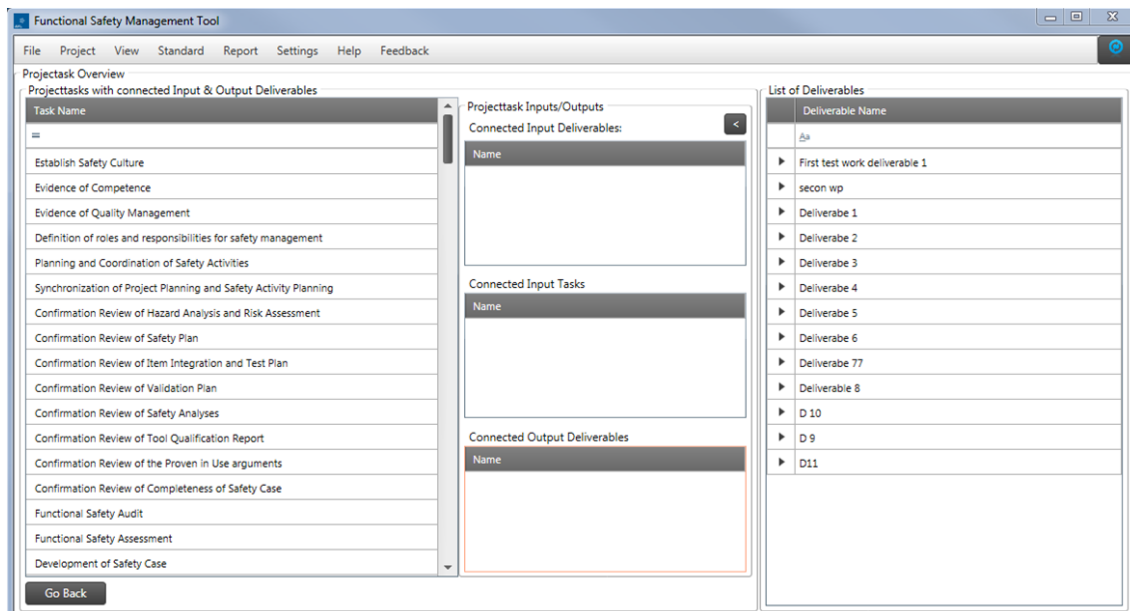 Functional Safety Management Tool
File Project View Standard Report Settings Help Feedback
Projectask Overview
Projecttasks with connected Input & Output Deliverables
Task Name
=
Establish Safety Culture
Evidence of Competence
Evidence of Quality Management
Definition of roles and responsibilities for safety management
Planning and Coordination of Safety Activities
Synchronization of Project Planning and Safety Activity Planning
Confirmation Review of Hazard Analysis and Risk Assessment
Confirmation Review of Safety Plan
Confirmation Review of Item Integration and Test Plan
Confirmation Review of Validation Plan
Confirmation Review of Safety Analyses
Confirmation Review of Tool Qualification Report
Confirmation Review of the Proven in Use arguments
Confirmation Review of Completeness of Safety Case
Functional Safety Audit
Functional Safety Assessment
Development of Safety Case
Go Back
Projecttask Inputs/Outputs
Connected Input Deliverables:
<
Name
Connected Input Tasks
Name
Connected Output Deliverables
Name
List of Deliverables
Deliverable Name
Aa
First test work deliverable 1
secon wp
Deliverabe 1
Deliverabe 2
Deliverabe 3
Deliverabe 4
Deliverabe 5
Deliverabe 6
Deliverabe 77
Deliverable 8
D 10
D 9
D11